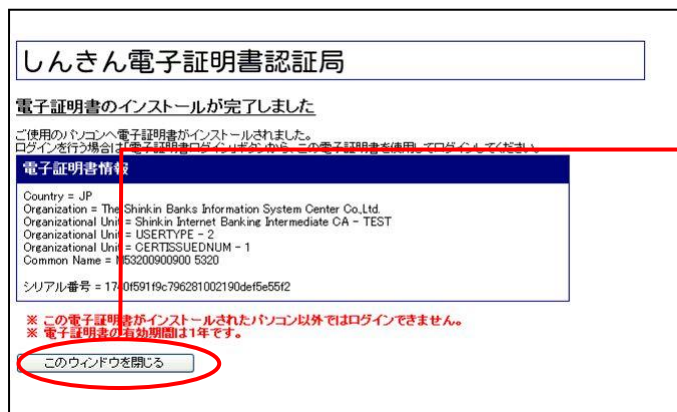 しんきん電子証明書認証局
電子証明書のインストールが完了しました
ご使用のパソコンへ電子証明書がインストールされました。
ログインを行う場合は「電子証明書ログイン」ボタンから、この電子証明書を使用してログインしてください。
電子証明書情報
Country = JP
Organization = The Shinkin Banks Information System Center Co.,Ltd.
Organizational Unit = Shinkin Internet Banking Intermediate CA - TEST
Organizational Unit = USERTYPE - 2
Organizational Unit = CERTISSUEDNUM - 1
Common Name = M53200900900 5320
シリアル番号 = 1740f591f9c796281002190def5e55f2
※ この電子証明書がインストールされたパソコン以外ではログインできません。
※ 電子証明書の有効期間は1年です。
このウィンドウを閉じる